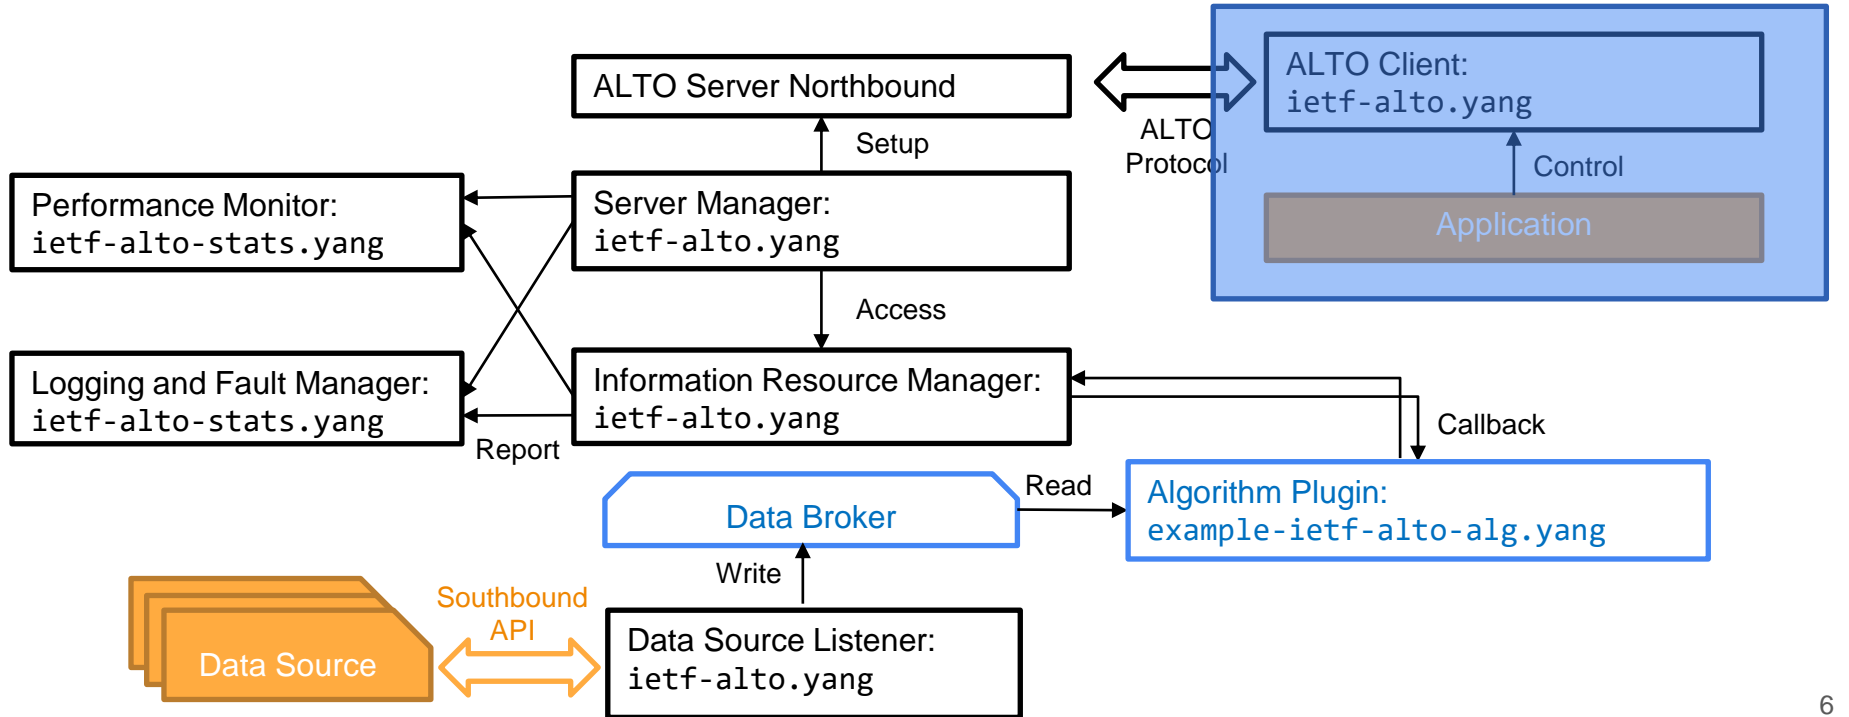 ALTO Server Northbound
ALTO Client:
ietf-alto.yang
ALTO
Protocol
Setup
Control
Application
Performance Monitor:
ietf-alto-stats.yang
Server Manager:
ietf-alto.yang
Access
Logging and Fault Manager:
ietf-alto-stats.yang
Information Resource Manager:
ietf-alto.yang
Report
Callback
Data Broker
Read
Algorithm Plugin:
example-ietf-alto-alg.yang
Write
Southbound
API
Data Source
Data Source Listener:
ietf-alto.yang
6